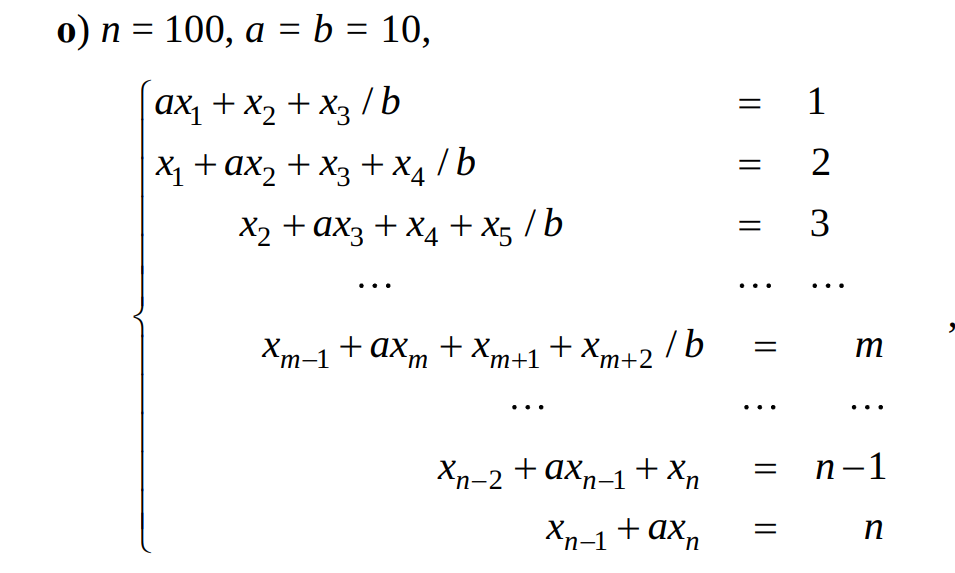 о) n = 100, a = b = 10,
ax₁ + x₂ + x₃ / b = 1
x₁ + ax₂ + x₃ + x₄ / b = 2
x₂ + ax₃ + x₄ + x₅ / b = 3
... ... ...
xₘ₋₁ + axₘ + xₘ₊₁ + xₘ₊₂ / b = m ,
... ... ...
xₙ₋₂ + axₙ₋₁ + xₙ = n – 1
xₙ₋₁ + axₙ = n